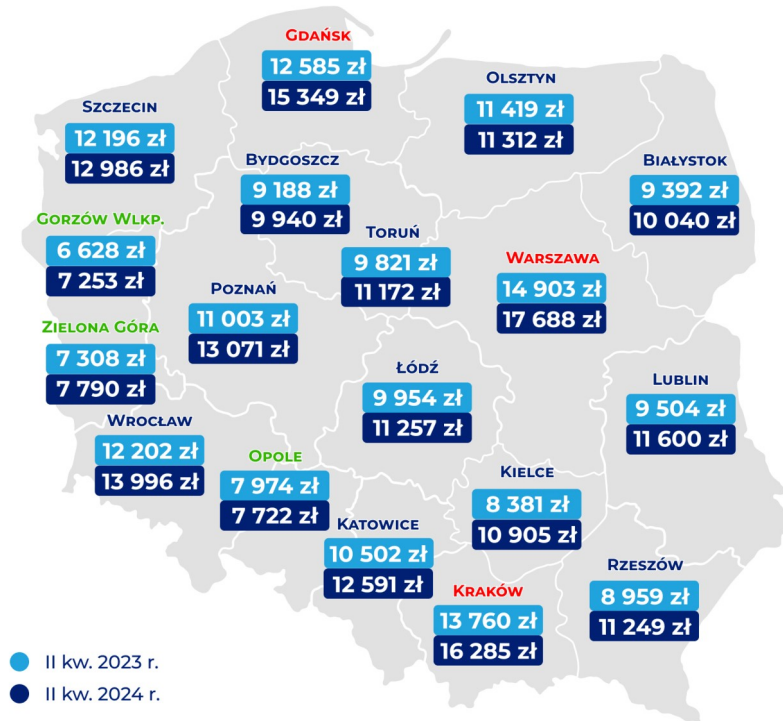 GDAŃSK
12 585 zł
15 349 zł
OLSZTYN
11 419 zł
11 312 zł
SZCZECIN
12 196 zł
12 986 zł
BYDGOSZCZ
9 188 zł
9 940 zł
BIAŁYSTOK
9 392 zł
10 040 zł
GORZÓW WLKP.
6 628 zł
7 253 zł
TORUŃ
9 821 zł
11 172 zł
WARSZAWA
14 903 zł
17 688 zł
POZNAŃ
11 003 zł
13 071 zł
ZIELONA GÓRA
7 308 zł
7 790 zł
ŁÓDŹ
9 954 zł
11 257 zł
LUBLIN
9 504 zł
11 600 zł
WROCŁAW
12 202 zł
13 996 zł
OPOLE
7 974 zł
7 722 zł
KIELCE
8 381 zł
10 905 zł
KATOWICE
10 502 zł
12 591 zł
RZESZÓW
8 959 zł
11 249 zł
KRAKÓW
13 760 zł
16 285 zł
II kw. 2023 r.
II kw. 2024 r.